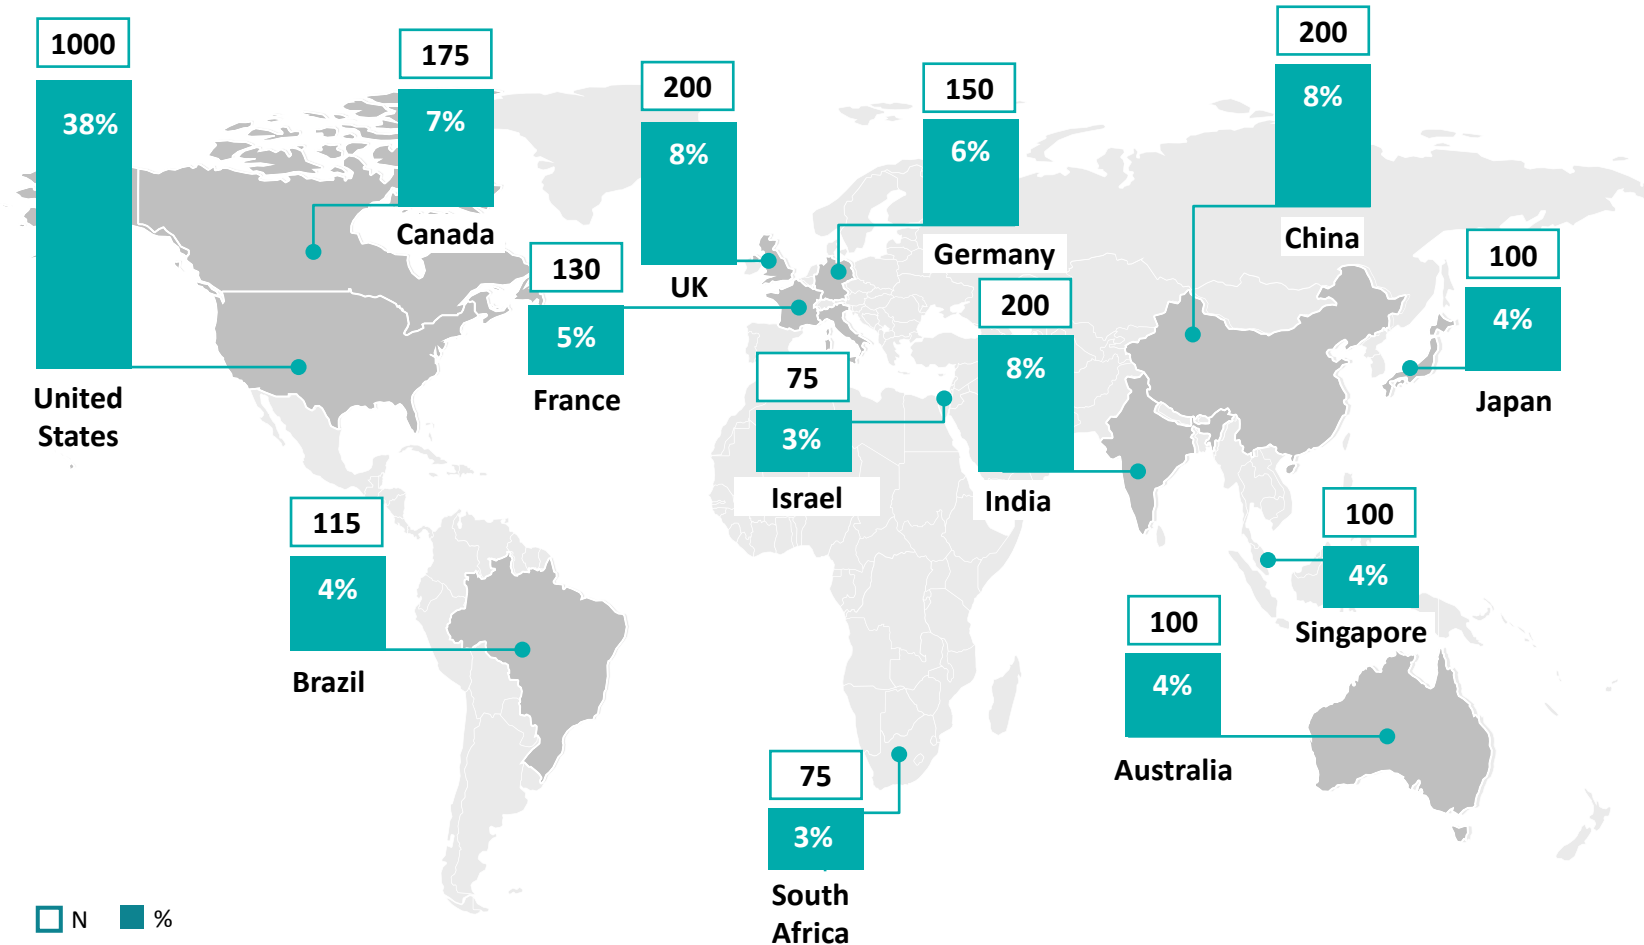 1000
38%
United
States
175
7%
Canada
200
8%
UK
150
6%
Germany
200
8%
China
100
4%
Japan
130
5%
France
75
3%
Israel
200
8%
India
115
4%
Brazil
100
4%
Singapore
100
4%
Australia
75
3%
South
Africa
N
%